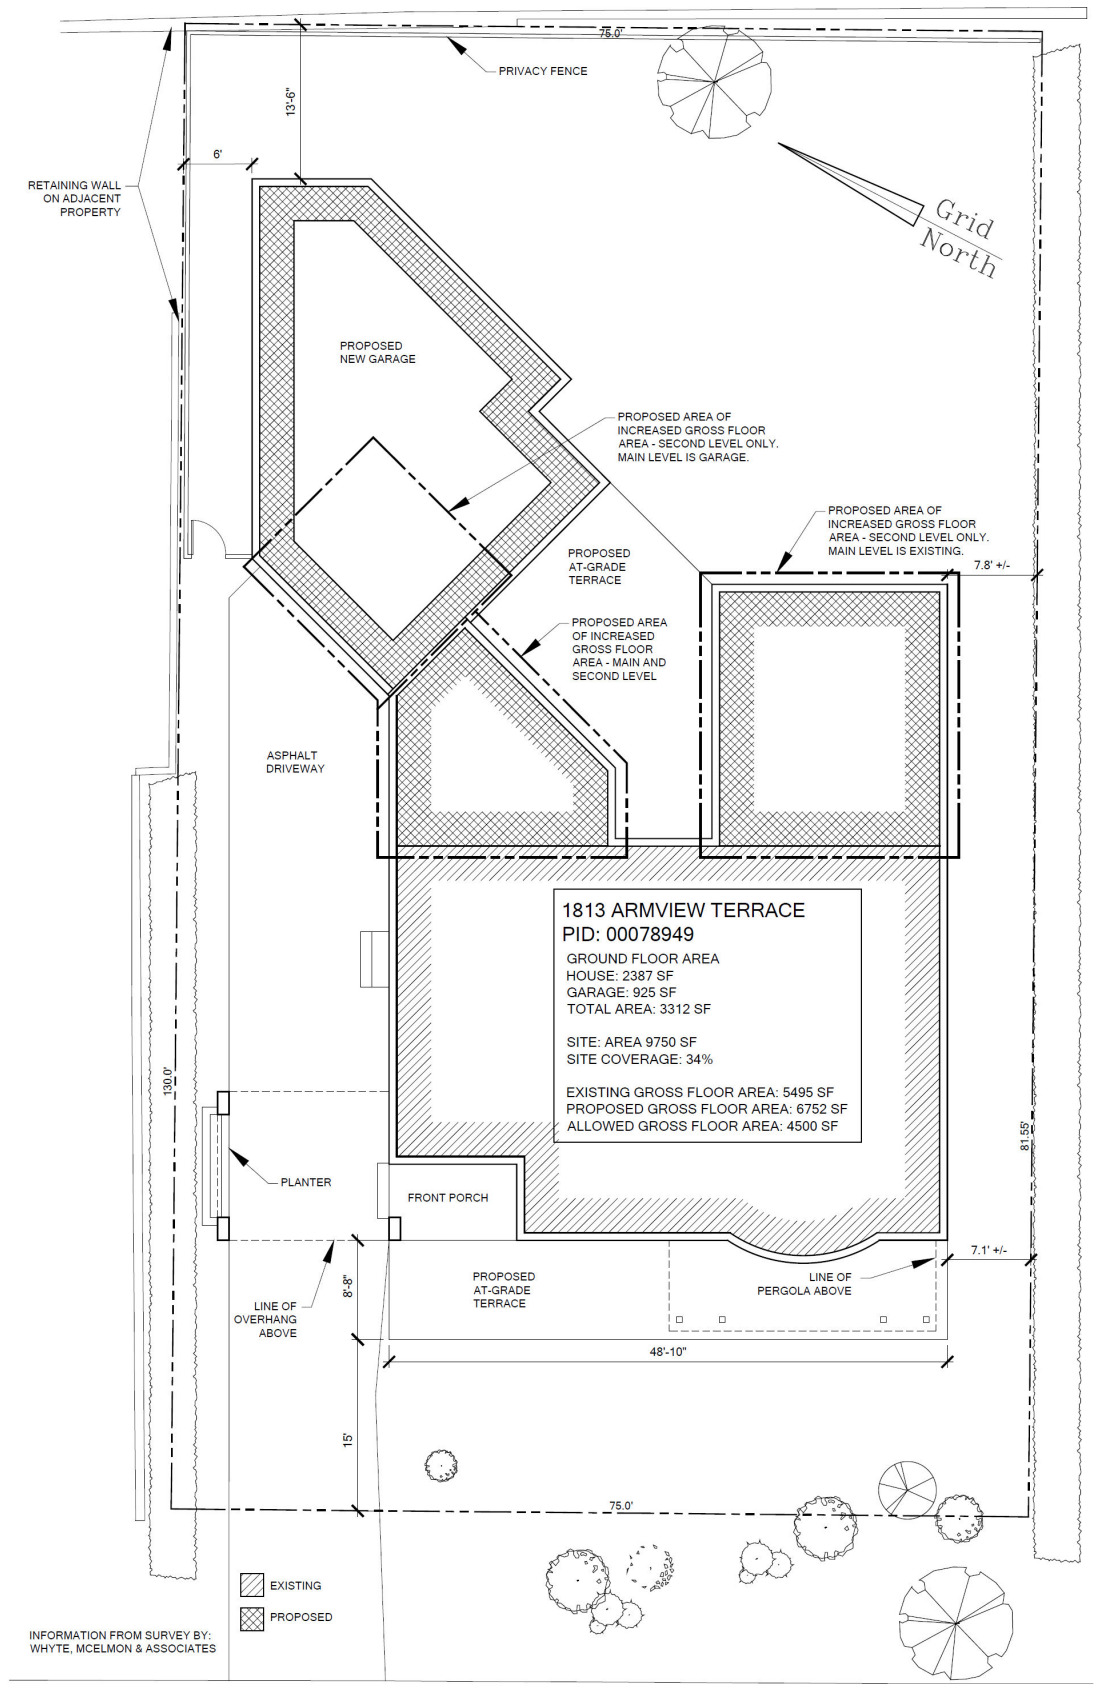 75.0'
PRIVACY FENCE
13'-6"
6'
RETAINING WALL
ON ADJACENT
PROPERTY
Grid
North
PROPOSED
NEW GARAGE
PROPOSED AREA OF
INCREASED GROSS FLOOR
AREA - SECOND LEVEL ONLY.
MAIN LEVEL IS GARAGE.
PROPOSED AREA OF
INCREASED GROSS FLOOR
AREA - SECOND LEVEL ONLY.
MAIN LEVEL IS EXISTING.
PROPOSED
AT-GRADE
TERRACE
7.8' +/-
PROPOSED AREA
OF INCREASED
GROSS FLOOR
AREA - MAIN AND
SECOND LEVEL
ASPHALT
DRIVEWAY
1813 ARMVIEW TERRACE
PID: 00078949
GROUND FLOOR AREA
HOUSE: 2387 SF
GARAGE: 925 SF
TOTAL AREA: 3312 SF
SITE: AREA 9750 SF
SITE COVERAGE: 34%
EXISTING GROSS FLOOR AREA: 5495 SF
PROPOSED GROSS FLOOR AREA: 6752 SF
ALLOWED GROSS FLOOR AREA: 4500 SF
130.0'
81.55'
PLANTER
FRONT PORCH
7.1' +/-
8'-8"
PROPOSED
AT-GRADE
TERRACE
LINE OF
PERGOLA ABOVE
LINE OF
OVERHANG
ABOVE
48'-10"
15'
75.0'
EXISTING
PROPOSED
INFORMATION FROM SURVEY BY:
WHYTE, MCELMON & ASSOCIATES